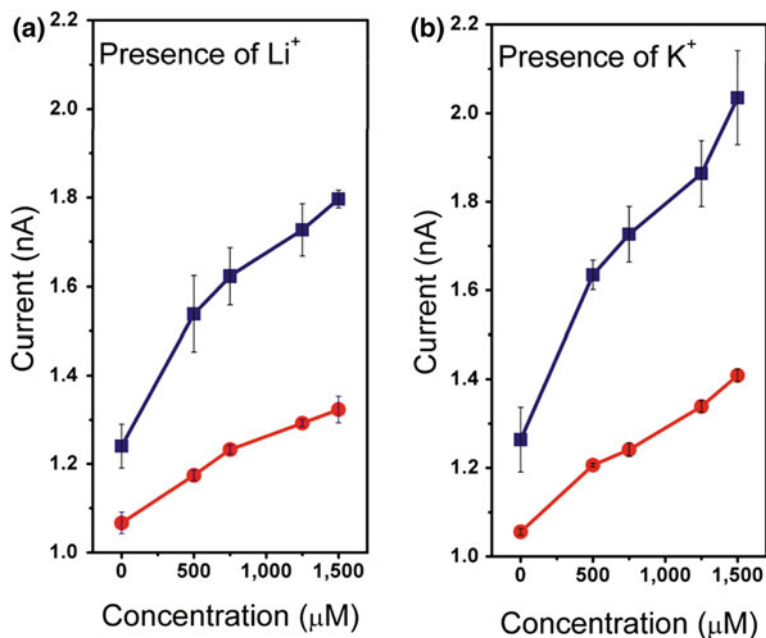 (a)
Presence of Li⁺
2.2
2.0
1.8
1.6
1.4
1.2
1.0
Current (nA)
0 500 1,000 1,500
Concentration (μM)
(b)
Presence of K⁺
2.2
2.0
1.8
1.6
1.4
1.2
1.0
Current (nA)
0 500 1,000 1,500
Concentration (μM)